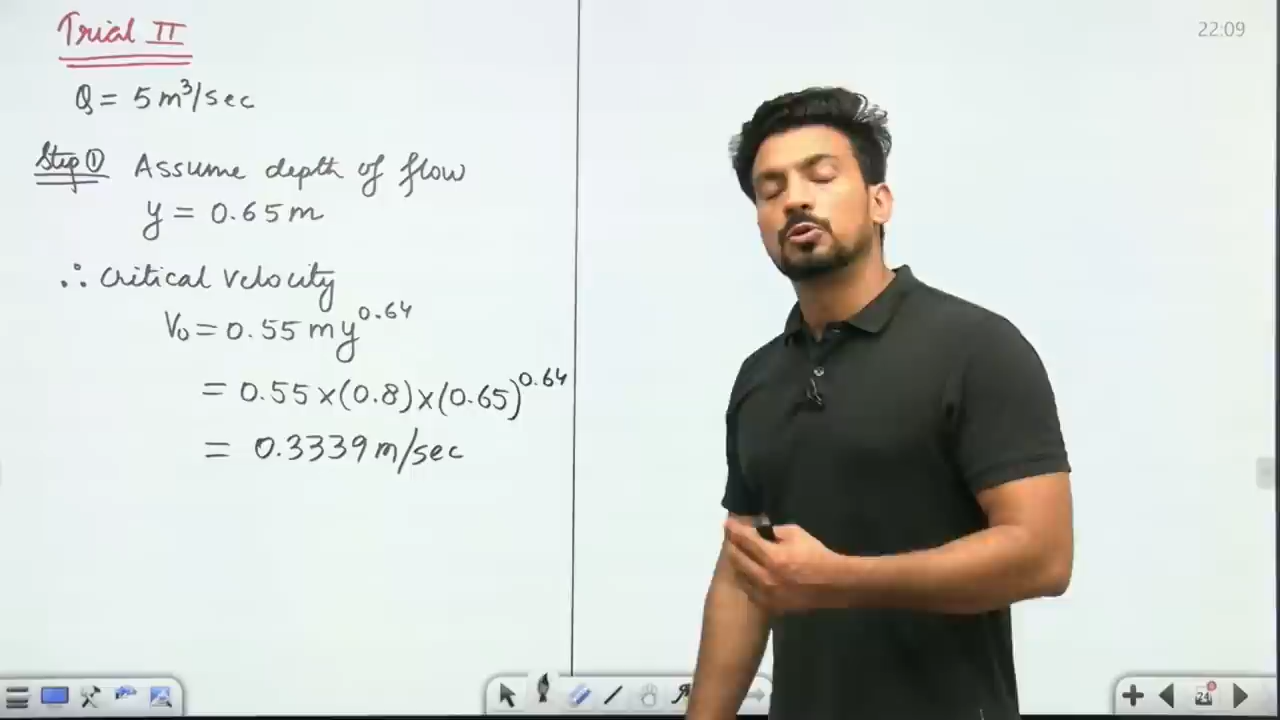 Trial II
Q = 5 m³/sec
Step ① Assume depth of flow
y = 0.65 m
∴ critical velocity
V₀ = 0.55 m y^0.64
= 0.55 × (0.8) × (0.65)^0.64
= 0.3339 m/sec
22:09
24